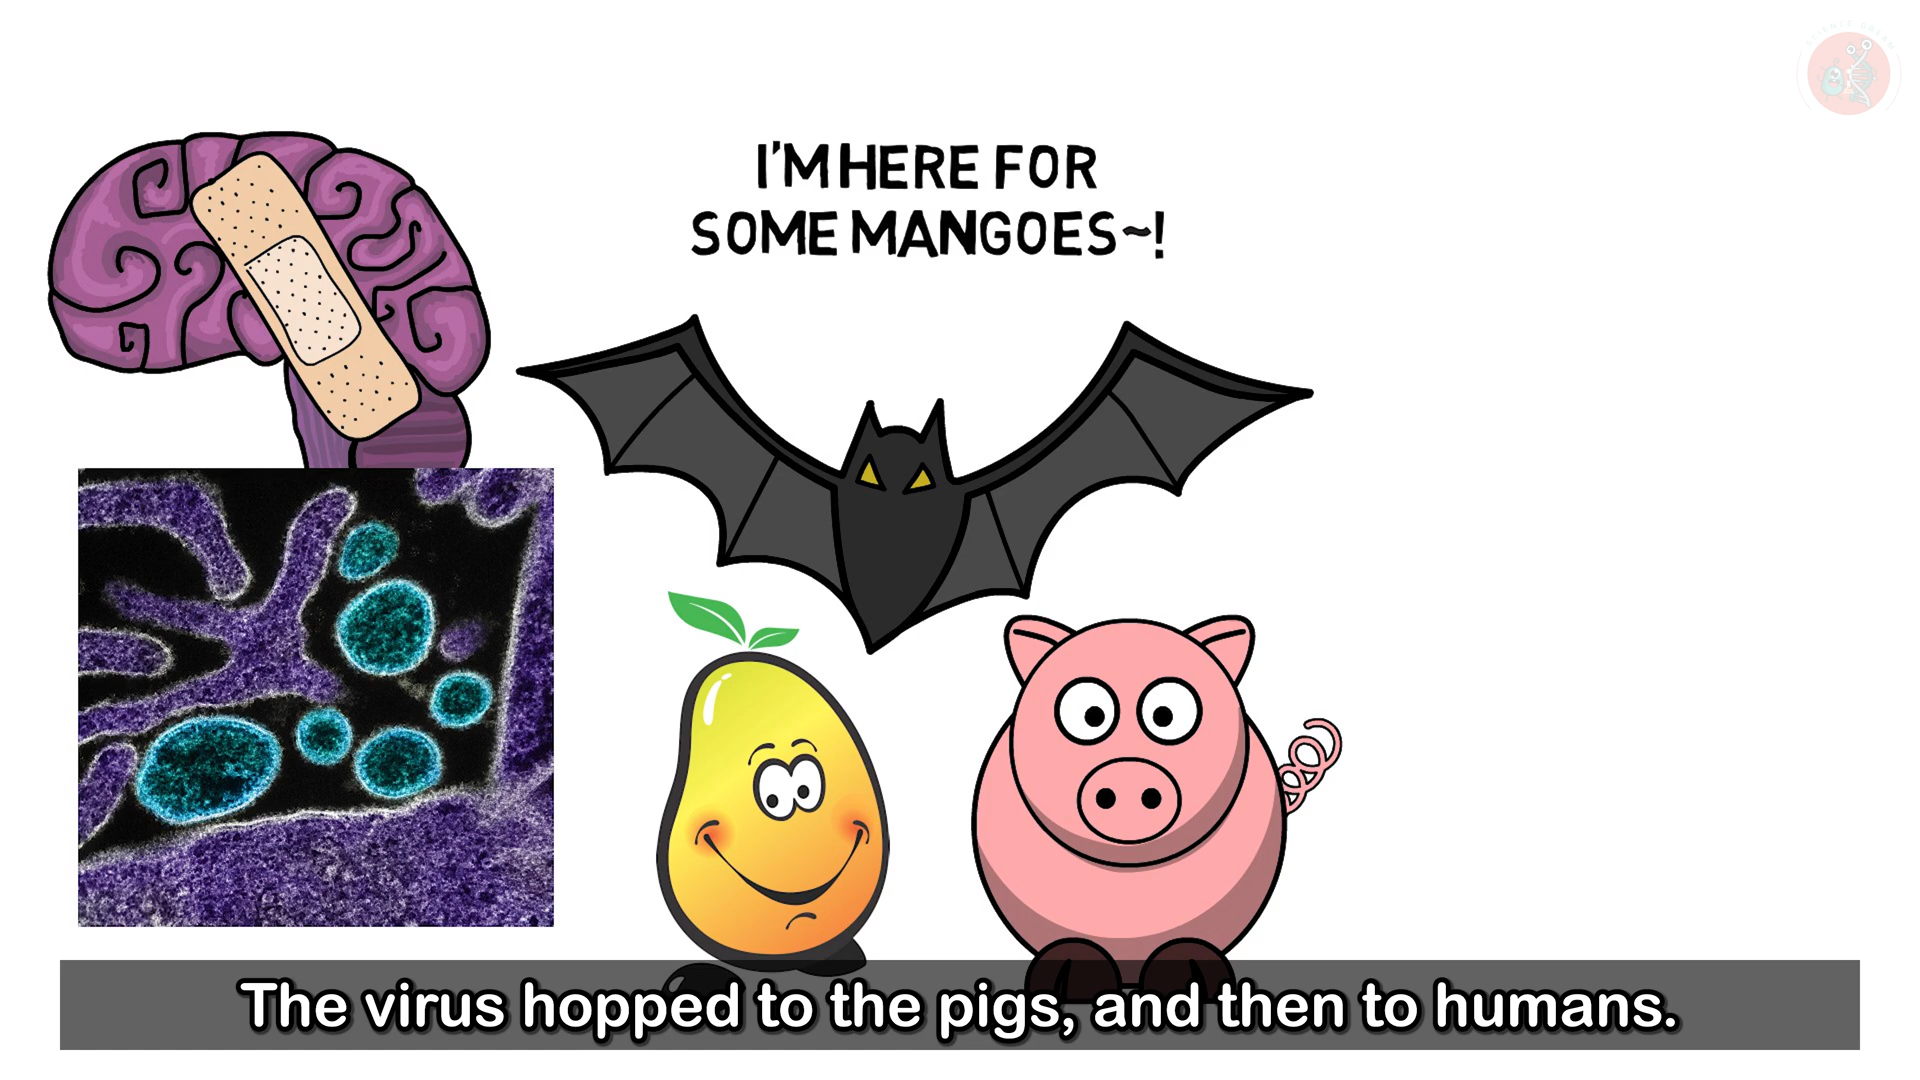 I'M HERE FOR
SOME MANGOES~!
The virus hopped to the pigs, and then to humans.